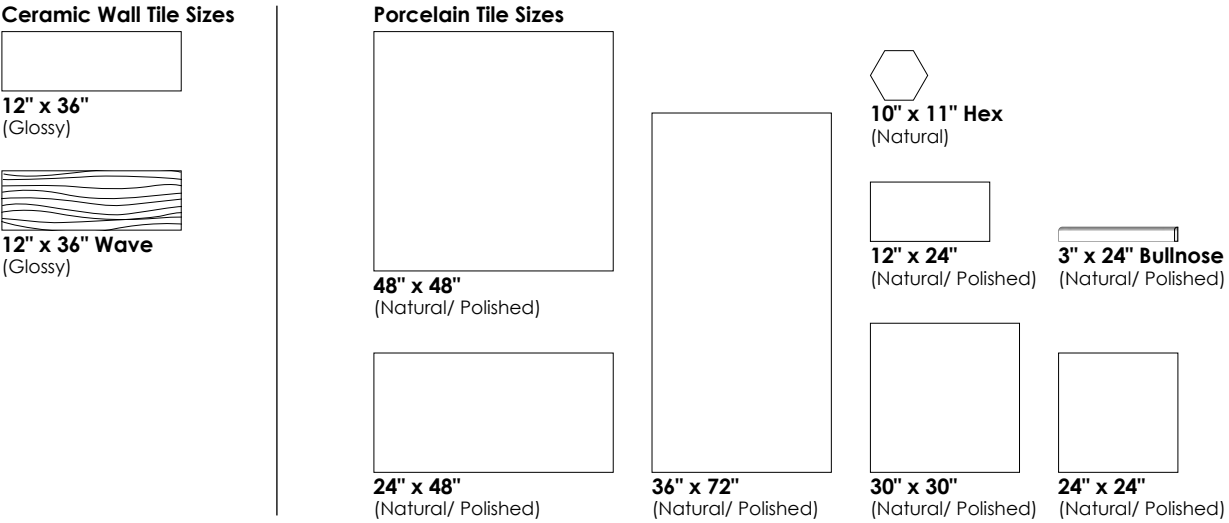 Ceramic Wall Tile Sizes
12" x 36"
(Glossy)
12" x 36" Wave
(Glossy)
Porcelain Tile Sizes
48" x 48"
(Natural/ Polished)
24" x 48"
(Natural/ Polished)
36" x 72"
(Natural/ Polished)
10" x 11" Hex
(Natural)
12" x 24"
(Natural/ Polished)
3" x 24" Bullnose
(Natural/ Polished)
30" x 30"
(Natural/ Polished)
24" x 24"
(Natural/ Polished)